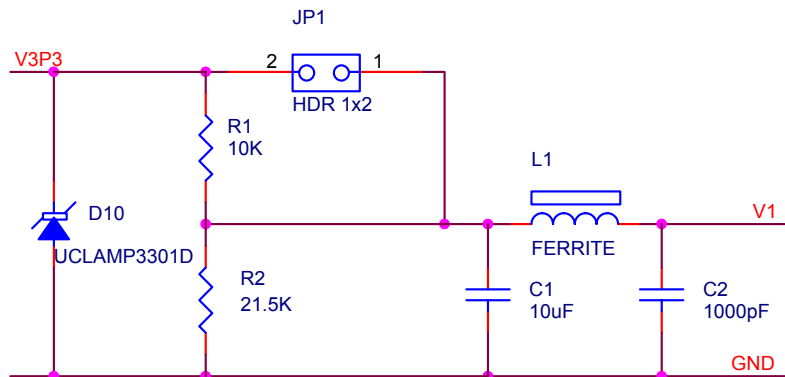 JP1
V3P3
2
1
HDR 1x2
R1
10K
L1
D10
V1
UCLAMP3301D
FERRITE
R2
21.5K
C1
10uF
C2
1000pF
GND